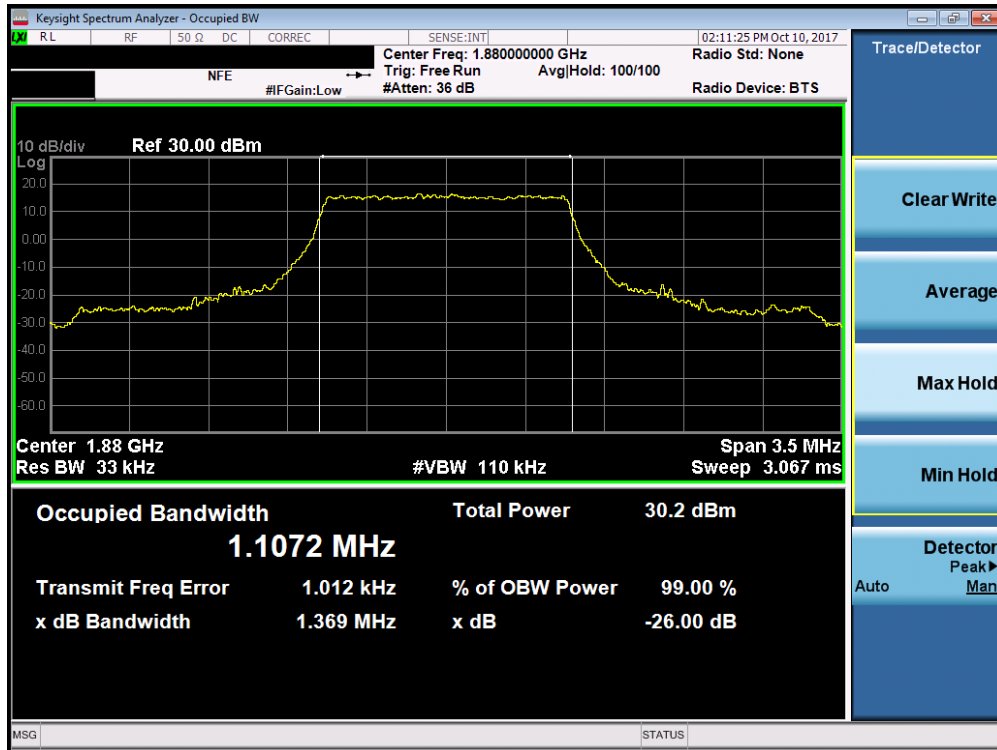 Keysight Spectrum Analyzer - Occupied BW
LXI RL RF 50 Ω DC CORREC SENSE:INT 02:11:25 PM Oct 10, 2017
Center Freq: 1.880000000 GHz Radio Std: None
NFE Trig: Free Run Avg|Hold: 100/100
#IFGain:Low #Atten: 36 dB Radio Device: BTS
10 dB/div Ref 30.00 dBm
Log
20.0
10.0
0.00
-10.0
-20.0
-30.0
-40.0
-50.0
-60.0
Center 1.88 GHz Span 3.5 MHz
Res BW 33 kHz #VBW 110 kHz Sweep 3.067 ms
Occupied Bandwidth Total Power 30.2 dBm
1.1072 MHz
Transmit Freq Error 1.012 kHz % of OBW Power 99.00 %
x dB Bandwidth 1.369 MHz x dB -26.00 dB
Trace/Detector
Clear Write
Average
Max Hold
Min Hold
Detector
Peak▶
Auto Man
MSG STATUS